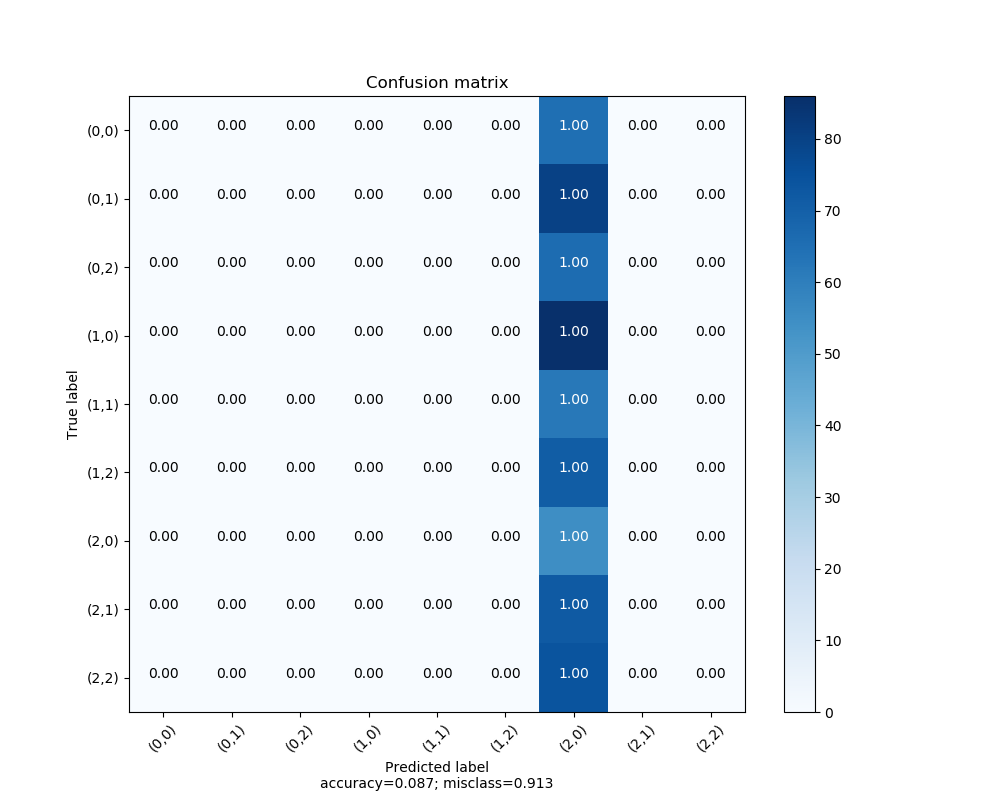 Confusion matrix
(0,0) 0.00 0.00 0.00 0.00 0.00 0.00 1.00 0.00 0.00
(0,1) 0.00 0.00 0.00 0.00 0.00 0.00 1.00 0.00 0.00
(0,2) 0.00 0.00 0.00 0.00 0.00 0.00 1.00 0.00 0.00
(1,0) 0.00 0.00 0.00 0.00 0.00 0.00 1.00 0.00 0.00
(1,1) 0.00 0.00 0.00 0.00 0.00 0.00 1.00 0.00 0.00
(1,2) 0.00 0.00 0.00 0.00 0.00 0.00 1.00 0.00 0.00
(2,0) 0.00 0.00 0.00 0.00 0.00 0.00 1.00 0.00 0.00
(2,1) 0.00 0.00 0.00 0.00 0.00 0.00 1.00 0.00 0.00
(2,2) 0.00 0.00 0.00 0.00 0.00 0.00 1.00 0.00 0.00
True label
(0,0) (0,1) (0,2) (1,0) (1,1) (1,2) (2,0) (2,1) (2,2)
Predicted label
accuracy=0.087; misclass=0.913
80
70
60
50
40
30
20
10
0